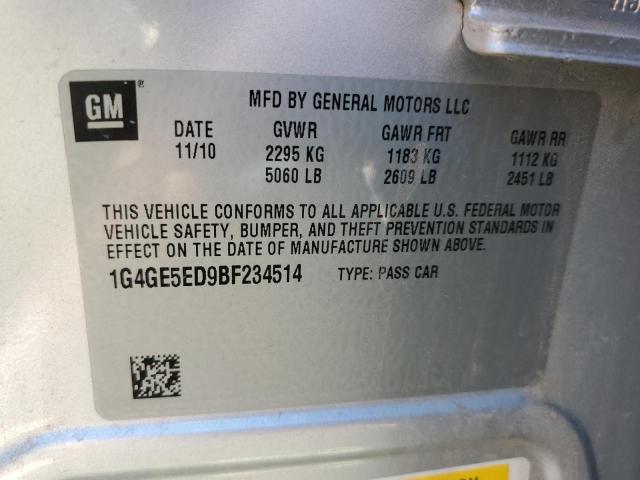 GM ®
MFD BY GENERAL MOTORS LLC
DATE GVWR GAWR FRT GAWR RR
11/10 2295 KG 1183 KG 1112 KG
5060 LB 2609 LB 2451 LB
THIS VEHICLE CONFORMS TO ALL APPLICABLE U.S. FEDERAL MOTOR
VEHICLE SAFETY, BUMPER, AND THEFT PREVENTION STANDARDS IN
EFFECT ON THE DATE OF MANUFACTURE SHOWN ABOVE.
1G4GE5ED9BF234514 TYPE: PASS CAR